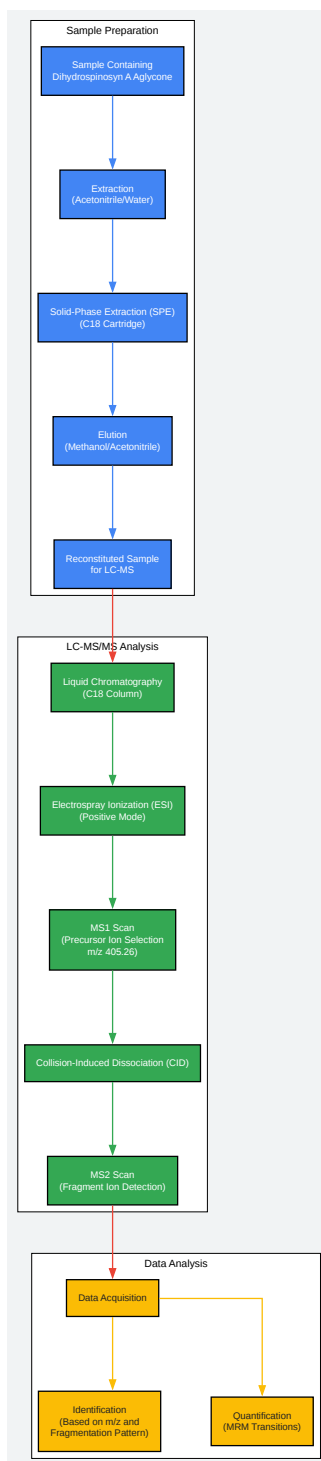 Sample Preparation
Sample Containing
Dihydrospinosyn A Aglycone
Extraction
(Acetonitrile/Water)
Solid-Phase Extraction (SPE)
(C18 Cartridge)
Elution
(Methanol/Acetonitrile)
Reconstituted Sample
for LC-MS
LC-MS/MS Analysis
Liquid Chromatography
(C18 Column)
Electrospray Ionization (ESI)
(Positive Mode)
MS1 Scan
(Precursor Ion Selection
m/z 405.26)
Collision-Induced Dissociation (CID)
MS2 Scan
(Fragment Ion Detection)
Data Analysis
Data Acquisition
Identification
(Based on m/z and
Fragmentation Pattern)
Quantification
(MRM Transitions)